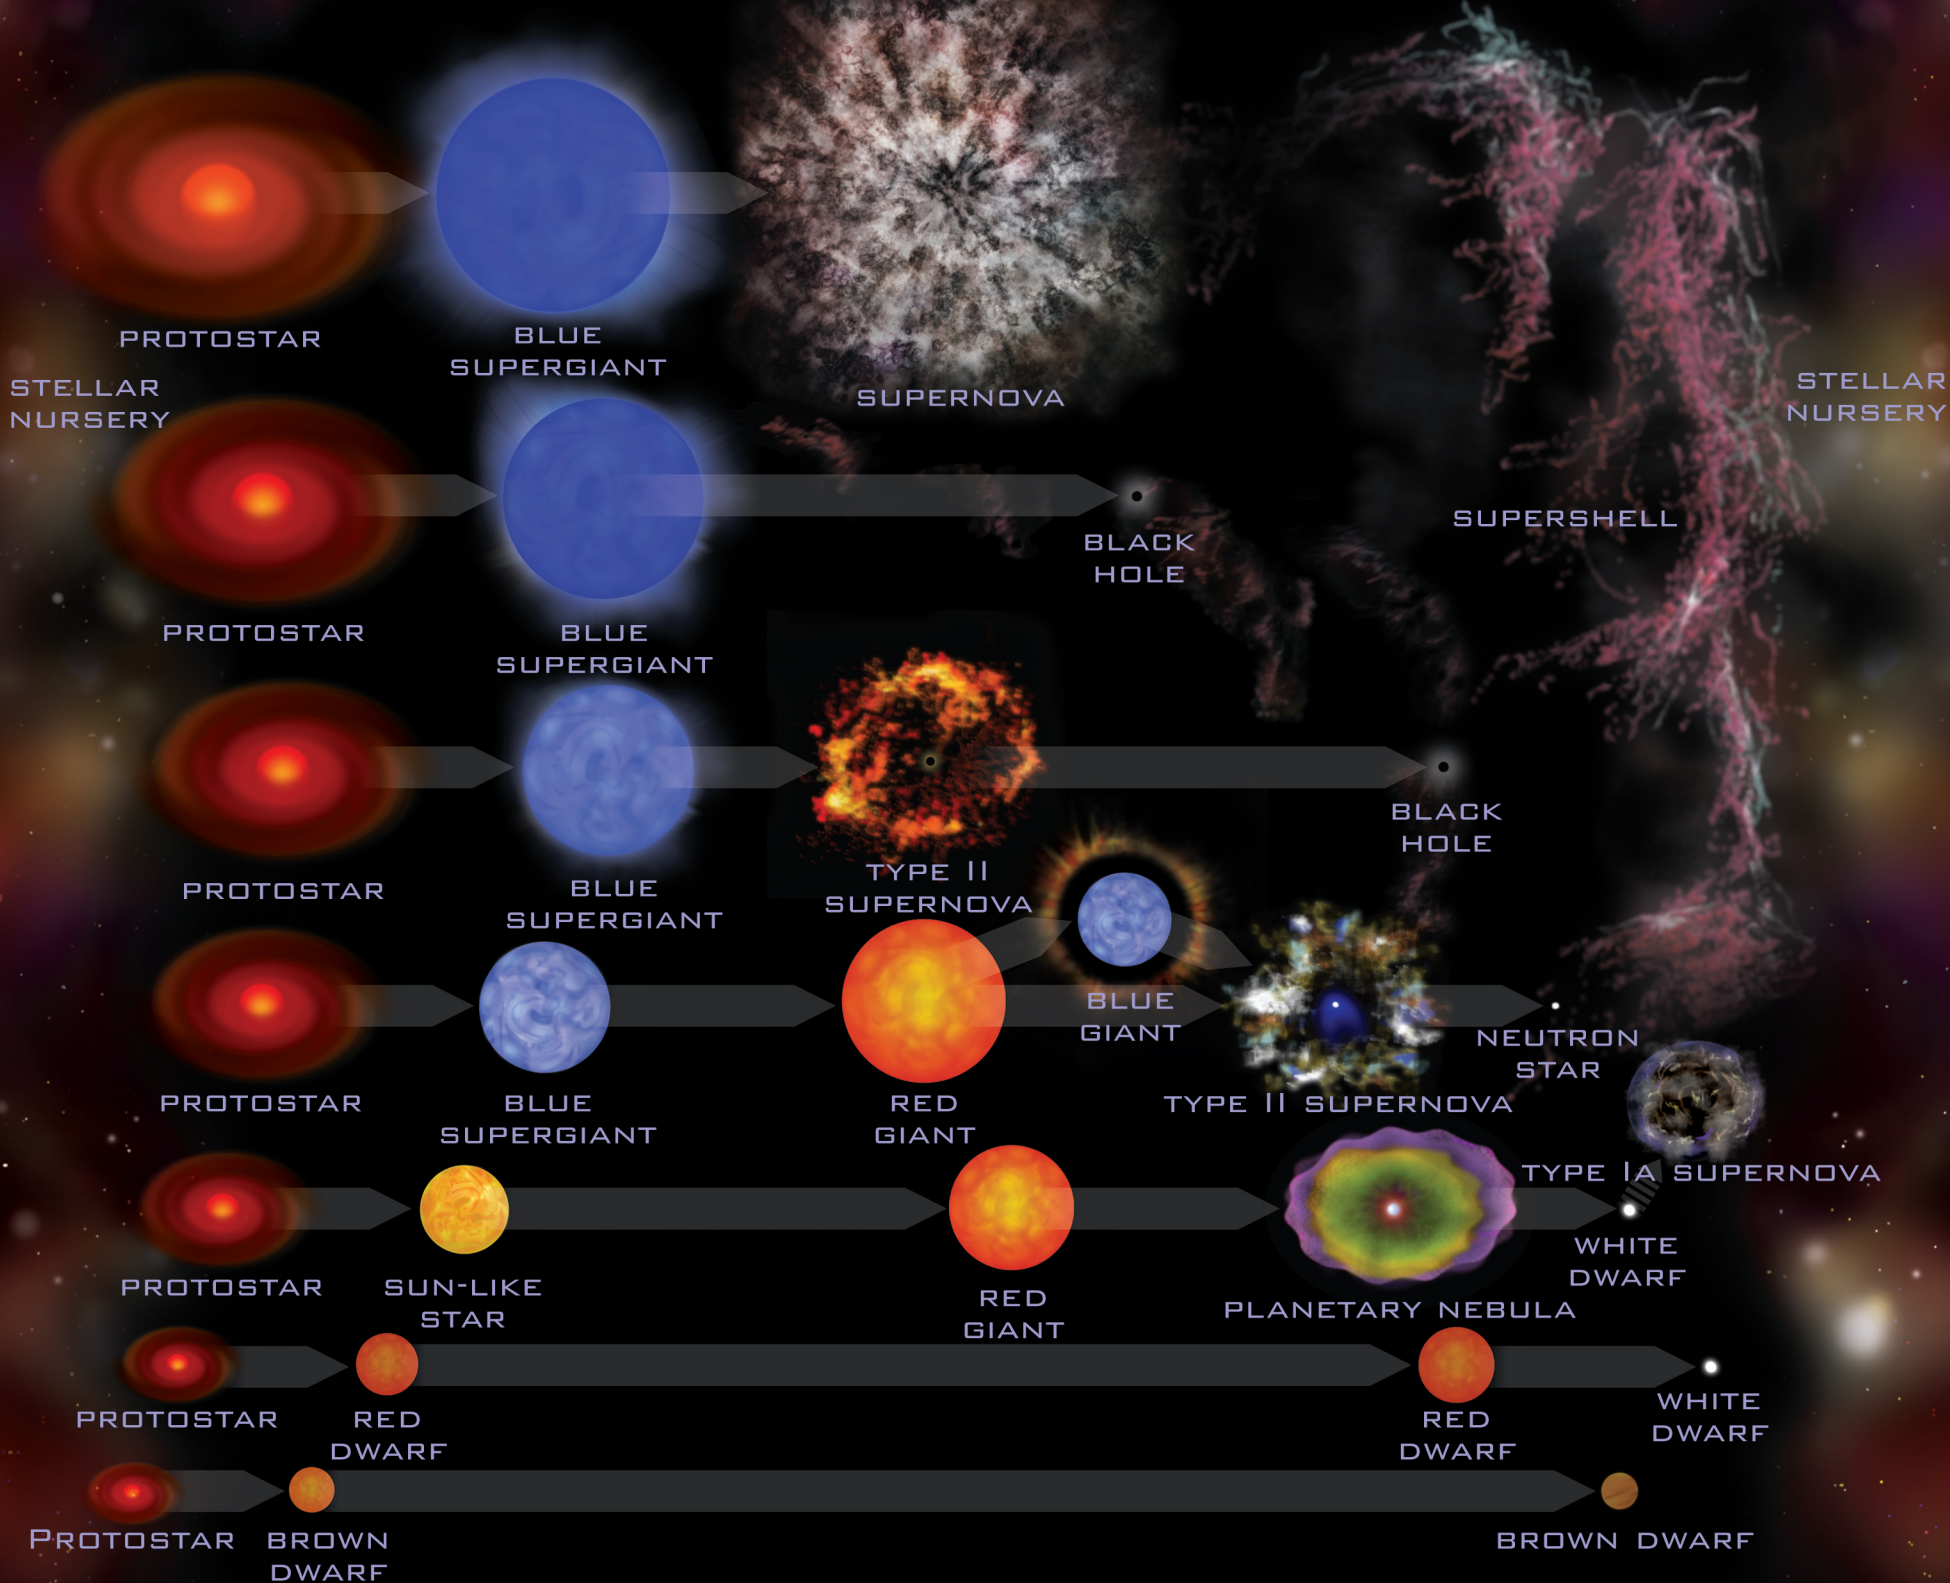 PROTOSTAR
BLUE
SUPERGIANT
SUPERNOVA
STELLAR
NURSERY
STELLAR
NURSERY
SUPERSHELL
PROTOSTAR
BLUE
SUPERGIANT
BLACK
HOLE
PROTOSTAR
BLUE
SUPERGIANT
TYPE II
SUPERNOVA
BLACK
HOLE
PROTOSTAR
BLUE
SUPERGIANT
RED
GIANT
BLUE
GIANT
TYPE II SUPERNOVA
NEUTRON
STAR
PROTOSTAR
SUN-LIKE
STAR
RED
GIANT
PLANETARY NEBULA
TYPE IA SUPERNOVA
WHITE
DWARF
PROTOSTAR
RED
DWARF
RED
DWARF
WHITE
DWARF
PROTOSTAR
BROWN
DWARF
BROWN DWARF